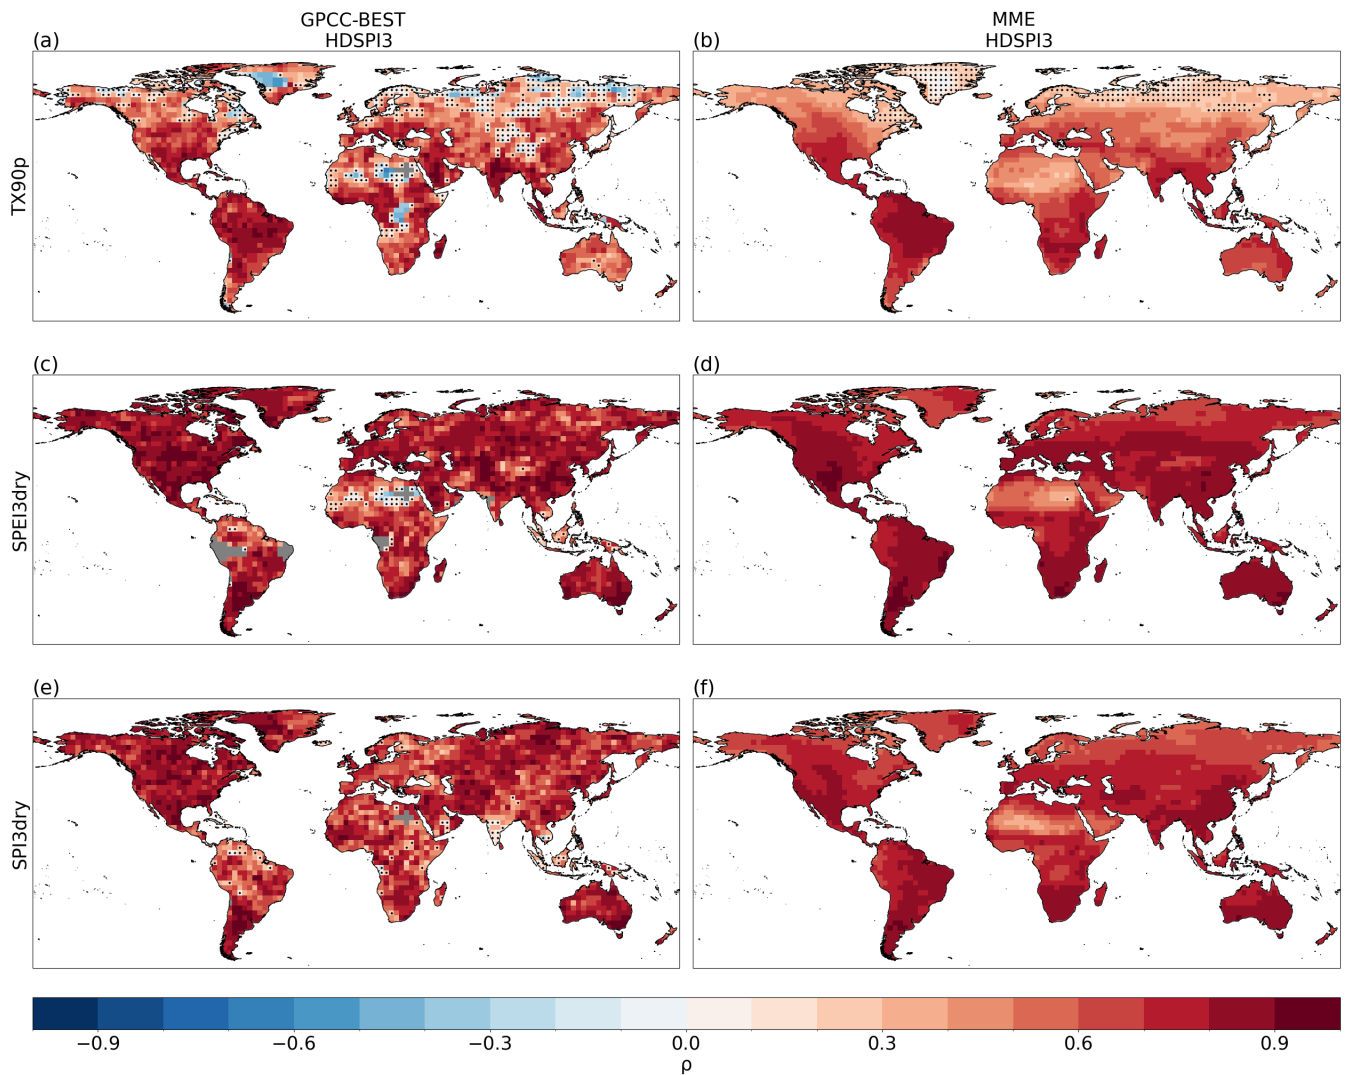 GPCC-BEST
HDSPI3
MME
HDSPI3
(a)
(b)
TX90p
(c)
(d)
SPEI3dry
(e)
(f)
SPI3dry
−0.9
−0.6
−0.3
0.0
0.3
0.6
0.9
ρ